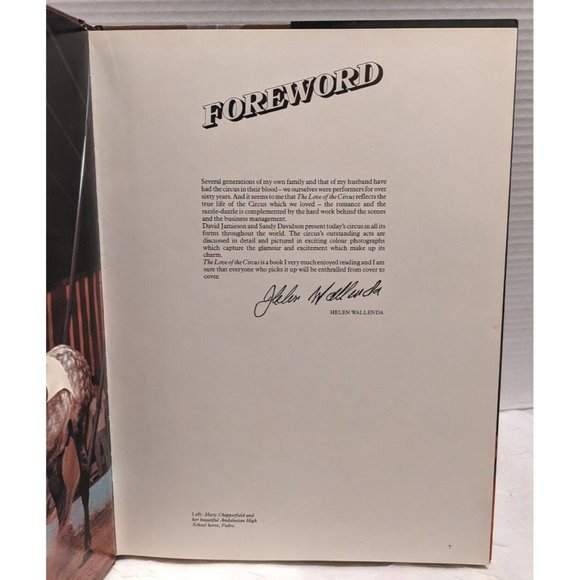 FOREWORD
Several generations of my own family and that of my husband have
had the circus in their blood – we ourselves were performers for over
sixty years. And it seems to me that The Love of the Circus reflects the
true life of the Circus which we loved – the romance and the
razzle-dazzle is complemented by the hard work behind the scenes
and the business management.
David Jamieson and Sandy Davidson present today's circus in all its
forms throughout the world. The circus's outstanding acts are
discussed in detail and pictured in exciting colour photographs
which capture the glamour and excitement which make up its
charm.
The Love of the Circus is a book I very much enjoyed reading and I am
sure that everyone who picks it up will be enthralled from cover to
cover.
Helen Wallenda
HELEN WALLENDA
Left: Mary Chipperfield and
her beautiful Andalusian High
School horse, Pedro.
7